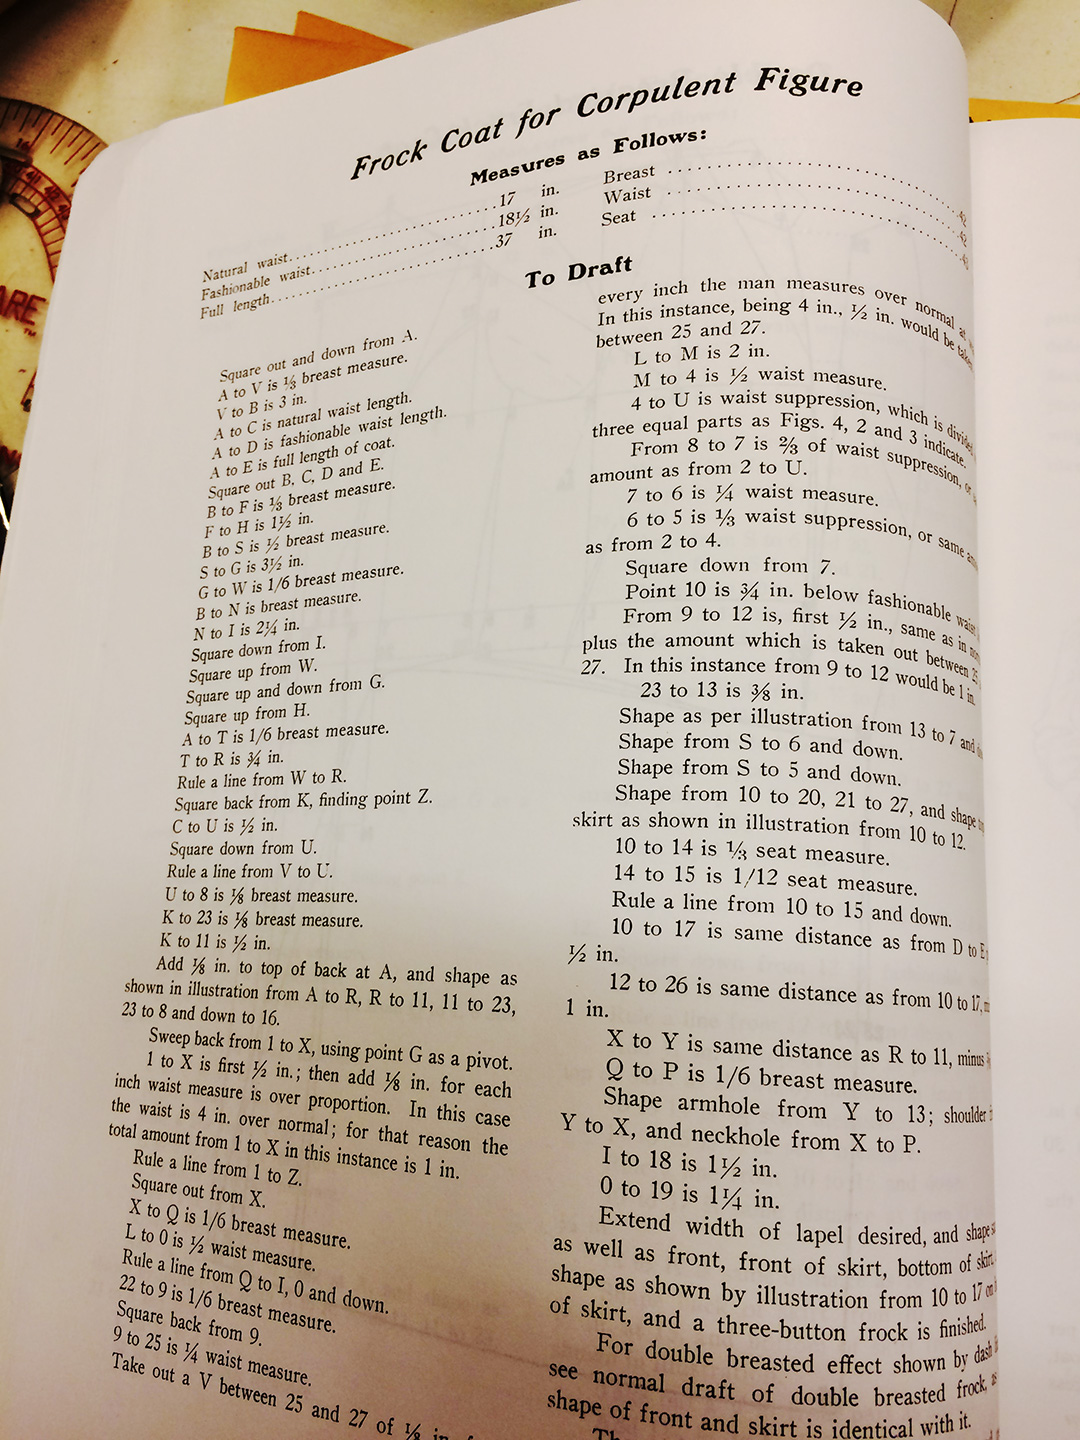 Frock Coat for Corpulent Figure
Measures as Follows:
Natural waist..............................17 in.
Fashionable waist..........................18½ in.
Full length................................37 in.
Breast ..............................42
Waist ..............................42
Seat ..............................43
To Draft
Square out and down from A.
A to V is ⅓ breast measure.
V to B is 3 in.
A to C is natural waist length.
A to D is fashionable waist length.
A to E is full length of coat.
Square out B, C, D and E.
B to F is ⅓ breast measure.
F to H is 1½ in.
B to S is ½ breast measure.
S to G is 3½ in.
G to W is 1/6 breast measure.
B to N is breast measure.
N to I is 2¼ in.
Square down from I.
Square up from W.
Square up and down from G.
Square up from H.
A to T is 1/6 breast measure.
T to R is ¾ in.
Rule a line from W to R.
Square back from K, finding point Z.
C to U is ½ in.
Square down from U.
Rule a line from V to U.
U to 8 is ⅛ breast measure.
K to 23 is ⅛ breast measure.
K to 11 is ½ in.
Add ⅛ in. to top of back at A, and shape as
shown in illustration from A to R, R to 11, 11 to 23,
23 to 8 and down to 16.
Sweep back from 1 to X, using point G as a pivot.
1 to X is first ½ in.; then add ⅛ in. for each
inch waist measure is over proportion. In this case
the waist is 4 in. over normal; for that reason the
total amount from 1 to X in this instance is 1 in.
Rule a line from 1 to Z.
Square out from X.
X to Q is 1/6 breast measure.
L to 0 is ½ waist measure.
Rule a line from Q to I, 0 and down.
22 to 9 is 1/6 breast measure.
Square back from 9.
9 to 25 is ¼ waist measure.
Take out a V between 25 and 27 of ⅛ in.
every inch the man measures over normal at
In this instance, being 4 in., ½ in. would be taken
between 25 and 27.
L to M is 2 in.
M to 4 is ½ waist measure.
4 to U is waist suppression, which is divided
three equal parts as Figs. 4, 2 and 3 indicate.
From 8 to 7 is ⅔ of waist suppression, or
amount as from 2 to U.
7 to 6 is ¼ waist measure.
6 to 5 is ⅓ waist suppression, or same
as from 2 to 4.
Square down from 7.
Point 10 is ¾ in. below fashionable waist
From 9 to 12 is, first ½ in., same as in
plus the amount which is taken out between 25
27. In this instance from 9 to 12 would be 1 in.
23 to 13 is ⅜ in.
Shape as per illustration from 13 to 7 and
Shape from S to 6 and down.
Shape from S to 5 and down.
Shape from 10 to 20, 21 to 27, and shape
skirt as shown in illustration from 10 to 12.
10 to 14 is ⅓ seat measure.
14 to 15 is 1/12 seat measure.
Rule a line from 10 to 15 and down.
10 to 17 is same distance as from D to E
½ in.
12 to 26 is same distance as from 10 to 17,
1 in.
X to Y is same distance as R to 11, minus
Q to P is 1/6 breast measure.
Shape armhole from Y to 13; shoulder
Y to X, and neckhole from X to P.
I to 18 is 1½ in.
0 to 19 is 1¼ in.
Extend width of lapel desired, and shape
as well as front, front of skirt, bottom of skirt,
shape as shown by illustration from 10 to 17 on
of skirt, and a three-button frock is finished.
For double breasted effect shown by dash
see normal draft of double breasted frock, as
shape of front and skirt is identical with it.